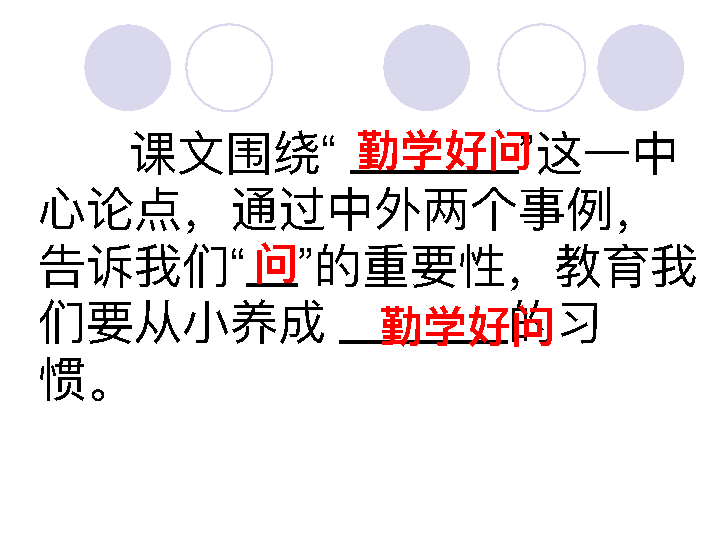 课文围绕“ 勤学好问”这一中
心论点，通过中外两个事例，
告诉我们“问”的重要性，教育我
们要从小养成 勤学好问的习
惯。